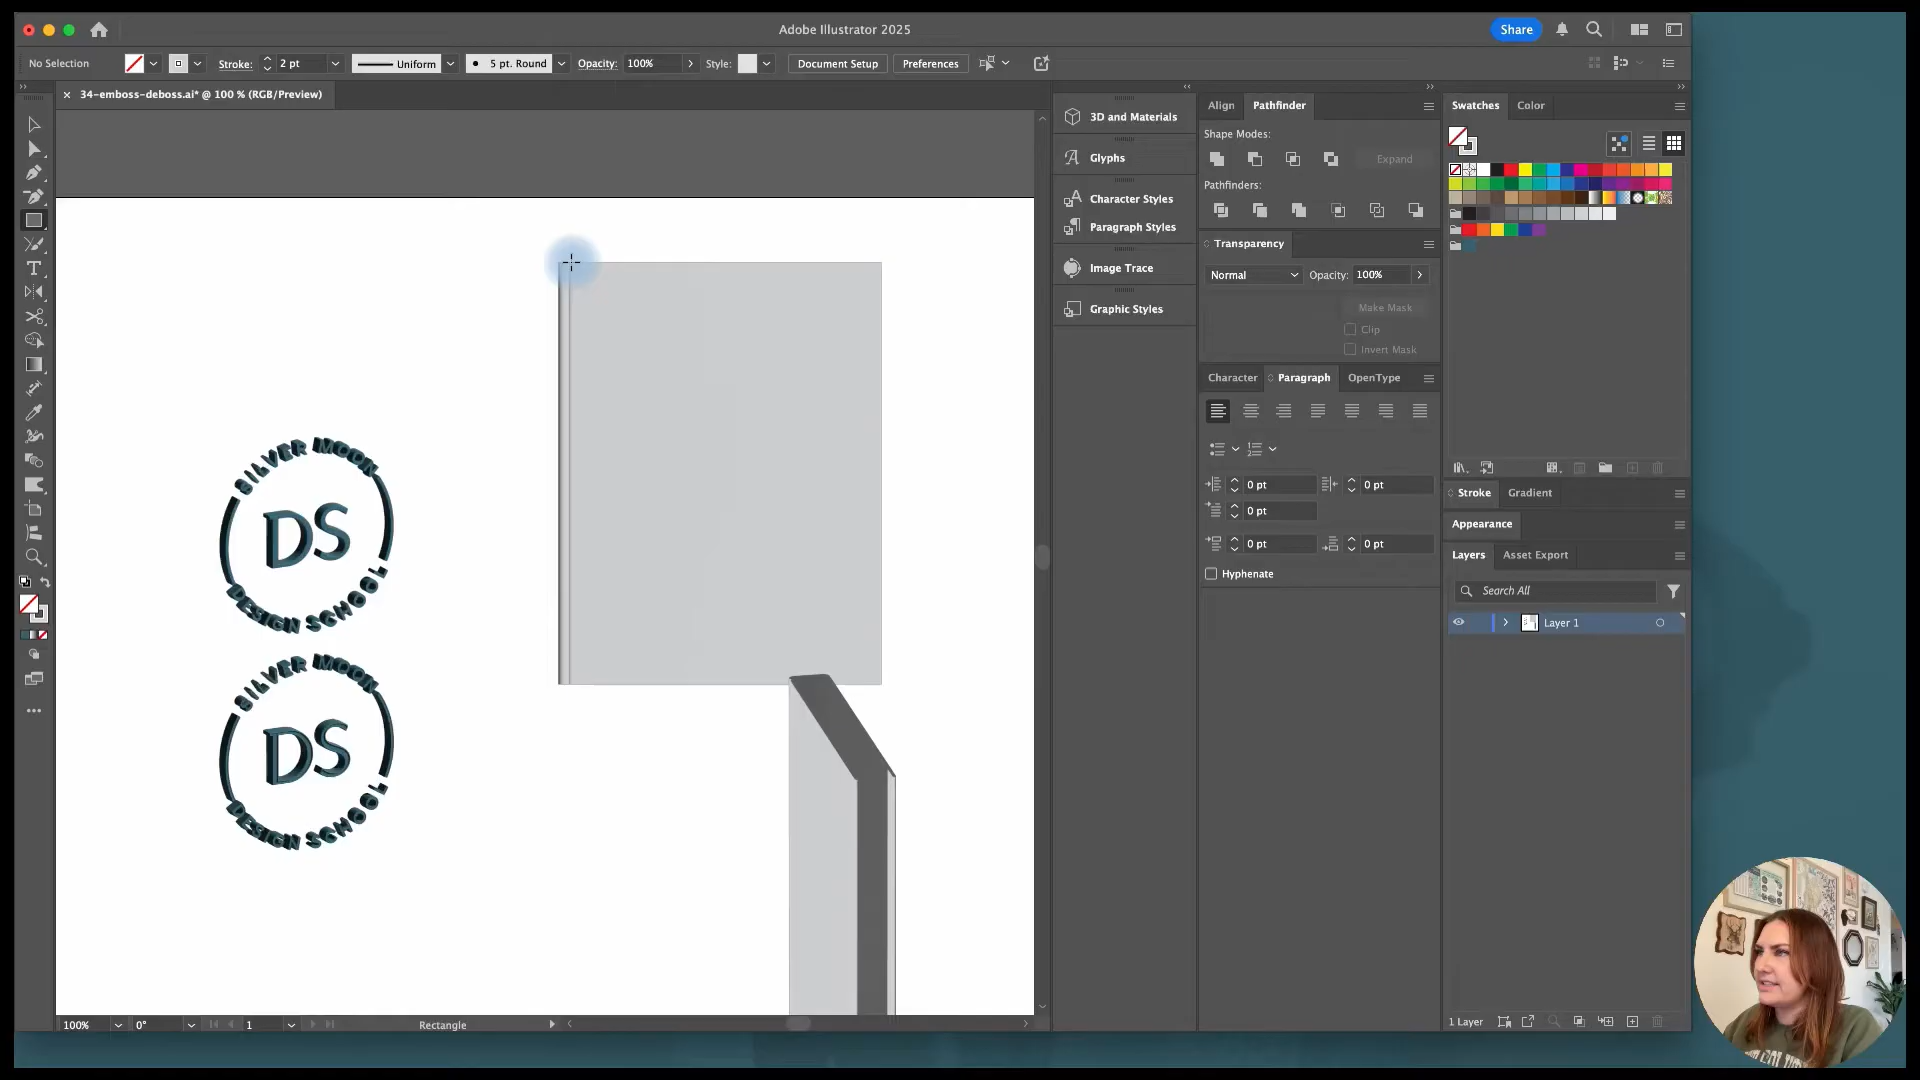 Adobe Illustrator 2025
Share
No Selection
Stroke:
2 pt
Uniform
5 pt. Round
Opacity:
100%
Style:
Document Setup
Preferences
34-emboss-deboss.ai* @ 100 % (RGB/Preview)
3D and Materials
Glyphs
Character Styles
Paragraph Styles
Image Trace
Graphic Styles
Align
Pathfinder
Shape Modes:
Expand
Pathfinders:
Transparency
Normal
Opacity:
100%
Make Mask
Clip
Invert Mask
Character
Paragraph
OpenType
0 pt
0 pt
0 pt
0 pt
0 pt
Hyphenate
Swatches
Color
Stroke
Gradient
Appearance
Layers
Asset Export
Search All
Layer 1
1 Layer
SILVER MOON
DS
DESIGN SCHOOL
SILVER MOON
DS
DESIGN SCHOOL
100%
0°
1
Rectangle